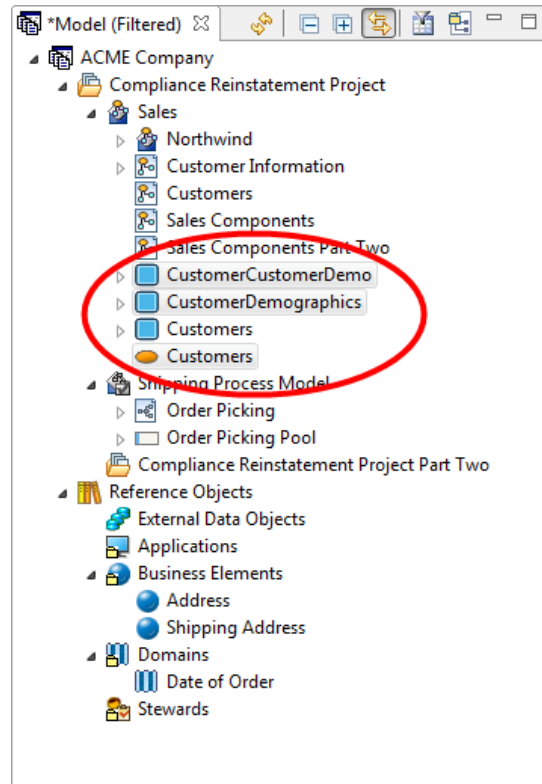 *Model (Filtered)
ACME Company
Compliance Reinstatement Project
Sales
Northwind
Customer Information
Customers
Sales Components
Sales Components Part Two
CustomerCustomerDemo
CustomerDemographics
Customers
Customers
Shipping Process Model
Order Picking
Order Picking Pool
Compliance Reinstatement Project Part Two
Reference Objects
External Data Objects
Applications
Business Elements
Address
Shipping Address
Domains
Date of Order
Stewards